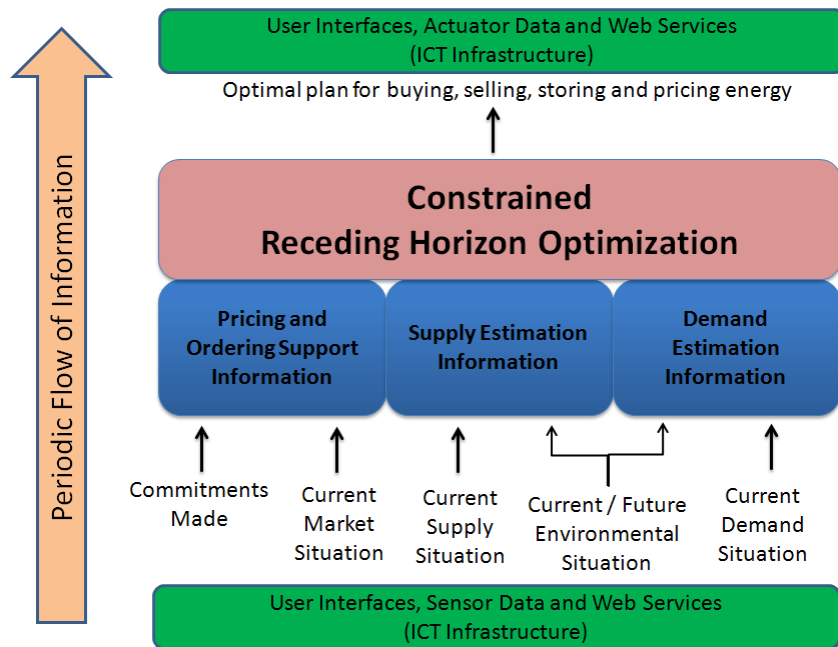 User Interfaces, Actuator Data and Web Services
(ICT Infrastructure)
Optimal plan for buying, selling, storing and pricing energy
Periodic Flow of Information
Constrained
Receding Horizon Optimization
Pricing and
Ordering Support
Information
Supply Estimation
Information
Demand
Estimation
Information
Commitments
Made
Current
Market
Situation
Current
Supply
Situation
Current / Future
Environmental
Situation
Current
Demand
Situation
User Interfaces, Sensor Data and Web Services
(ICT Infrastructure)